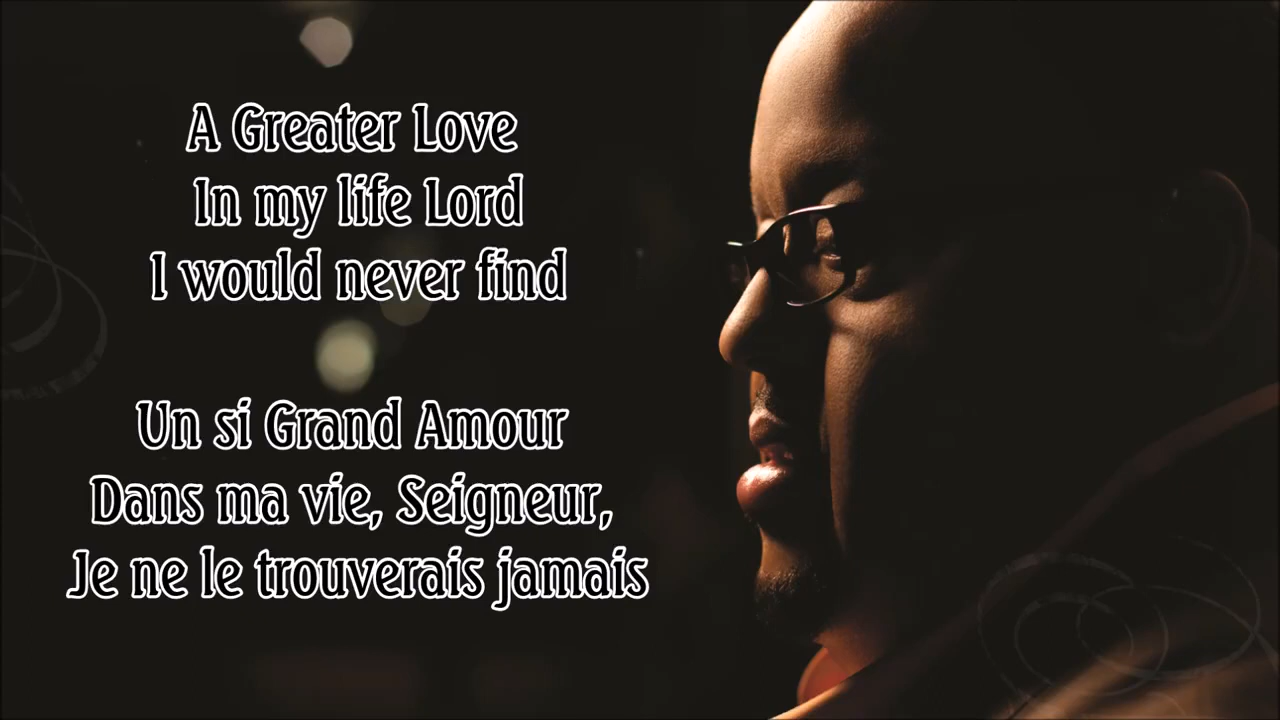 A Greater Love
In my life Lord
I would never find
Un si Grand Amour
Dans ma vie, Seigneur,
Je ne le trouverais jamais